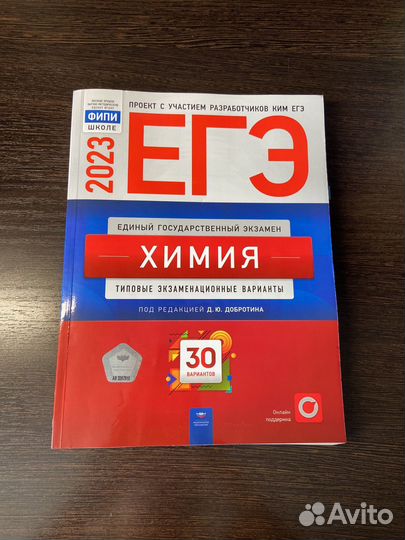 ФИПИ
ШКОЛЕ
ПРОЕКТ С УЧАСТИЕМ РАЗРАБОТЧИКОВ КИМ ЕГЭ
2023
ЕГЭ
ЕДИНЫЙ ГОСУДАРСТВЕННЫЙ ЭКЗАМЕН
ХИМИЯ
ТИПОВЫЕ ЭКЗАМЕНАЦИОННЫЕ ВАРИАНТЫ
ПОД РЕДАКЦИЕЙ Д. Ю. ДОБРОТИНА
30
ВАРИАНТОВ
Онлайн
поддержка
Avito